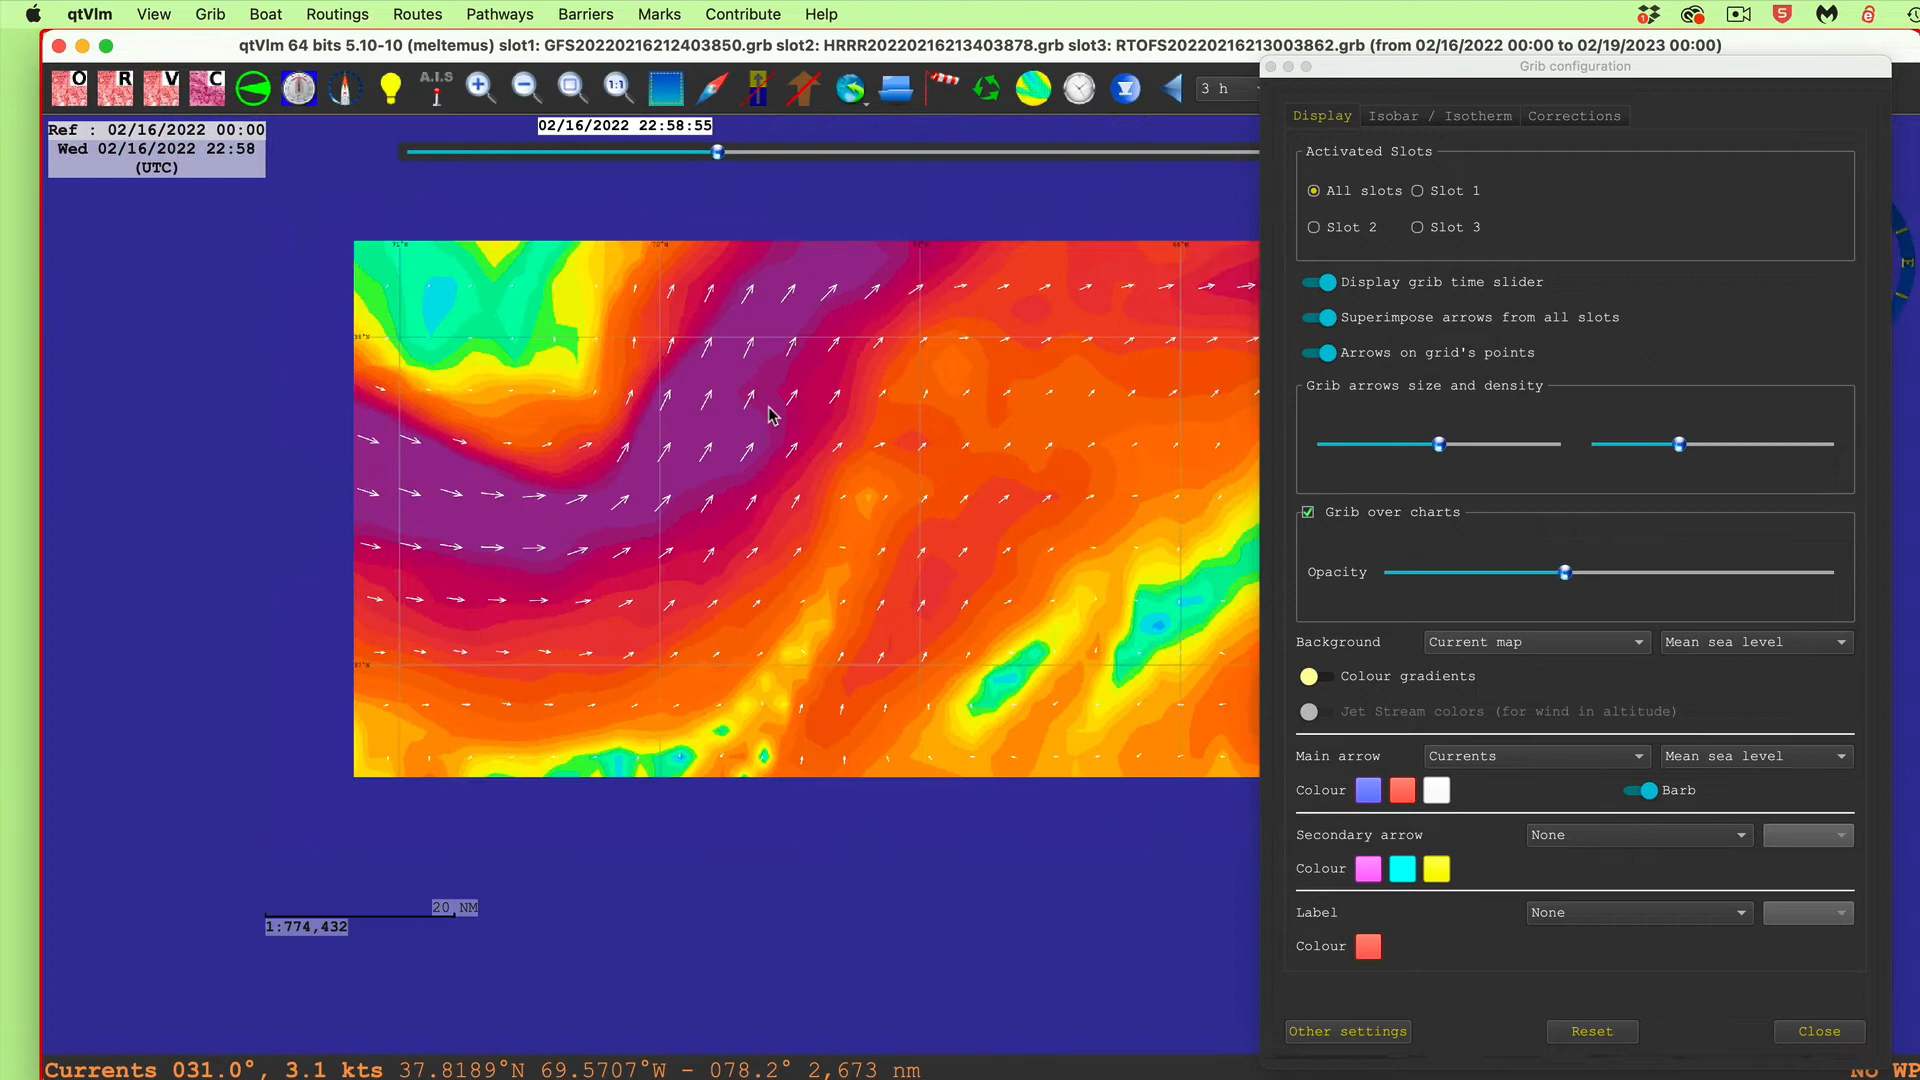 qtVlm View Grib Boat Routings Routes Pathways Barriers Marks Contribute Help
qtVlm 64 bits 5.10-10 (meltemus) slot1: GFS20220216212403850.grb slot2: HRRR20220216213403878.grb slot3: RTOFS20220216213003862.grb (from 02/16/2022 00:00 to 02/19/2023 00:00)
O R V C A.I.S 1:1 3 h
Grib configuration
Ref : 02/16/2022 00:00
Wed 02/16/2022 22:58
(UTC)
02/16/2022 22:58:55
Display Isobar / Isotherm Corrections
Activated Slots
All slots Slot 1
Slot 2 Slot 3
Display grib time slider
Superimpose arrows from all slots
Arrows on grid's points
Grib arrows size and density
Grib over charts
Opacity
Background Current map Mean sea level
Colour gradients
Jet Stream colors (for wind in altitude)
Main arrow Currents Mean sea level
Colour Barb
Secondary arrow None
Colour
Label None
Colour
Other settings Reset Close
20 NM
1:774,432
Currents 031.0°, 3.1 kts 37.8189°N 69.5707°W - 078.2° 2,673 nm
No WP